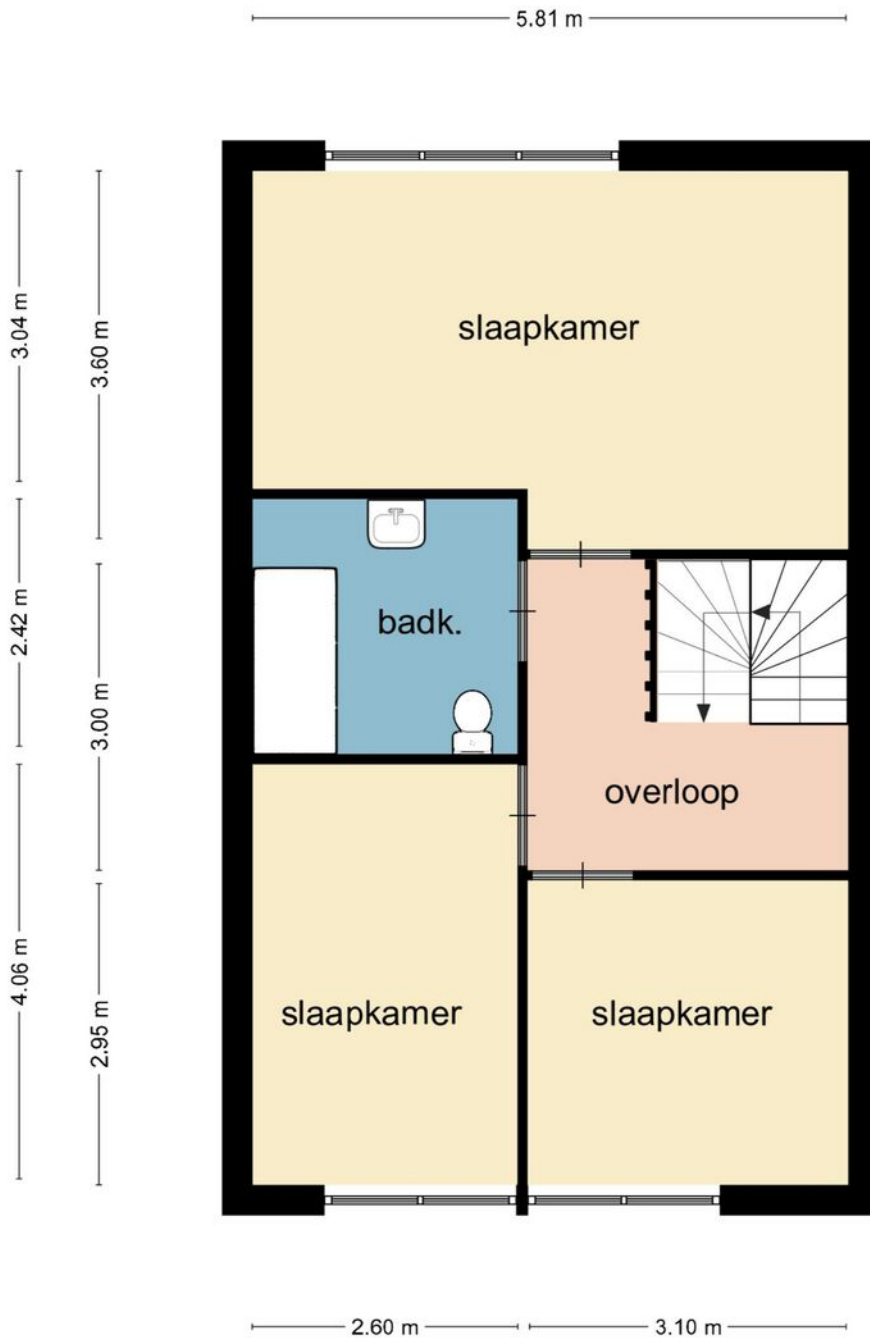 5.81 m
3.04 m
3.60 m
slaapkamer
2.42 m
badk.
3.00 m
overloop
4.06 m
2.95 m
slaapkamer
slaapkamer
2.60 m
3.10 m